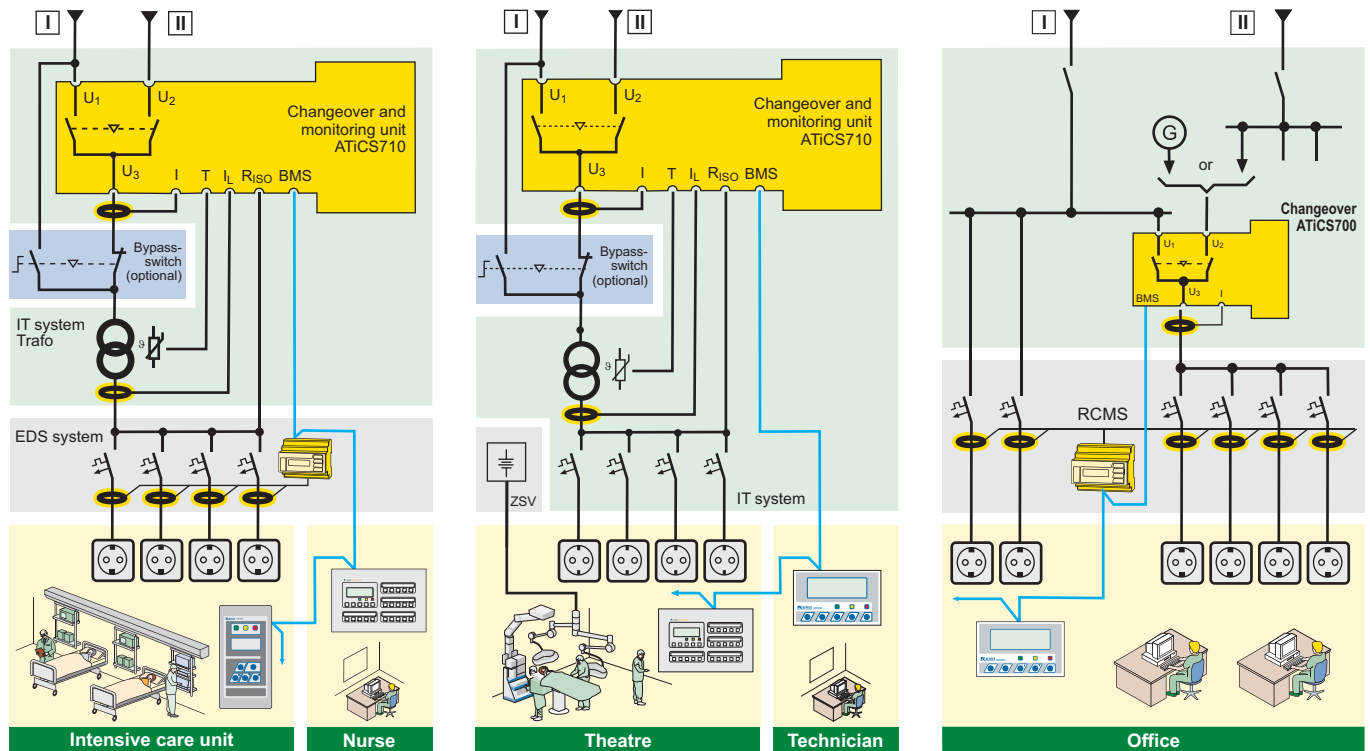 I
II
U1
U2
Changeover and
monitoring unit
ATiCS710
U3
I
T
IL
RISO
BMS
Bypass-
switch
(optional)
IT system
Trafo
ϑ
EDS system
Intensive care unit
Nurse
I
II
U1
U2
Changeover and
monitoring unit
ATiCS710
U3
I
T
IL
RISO
BMS
Bypass-
switch
(optional)
ϑ
ZSV
IT system
Theatre
Technician
I
II
G
or
Changeover
ATiCS700
U1
U2
U3
BMS
I
RCMS
Office